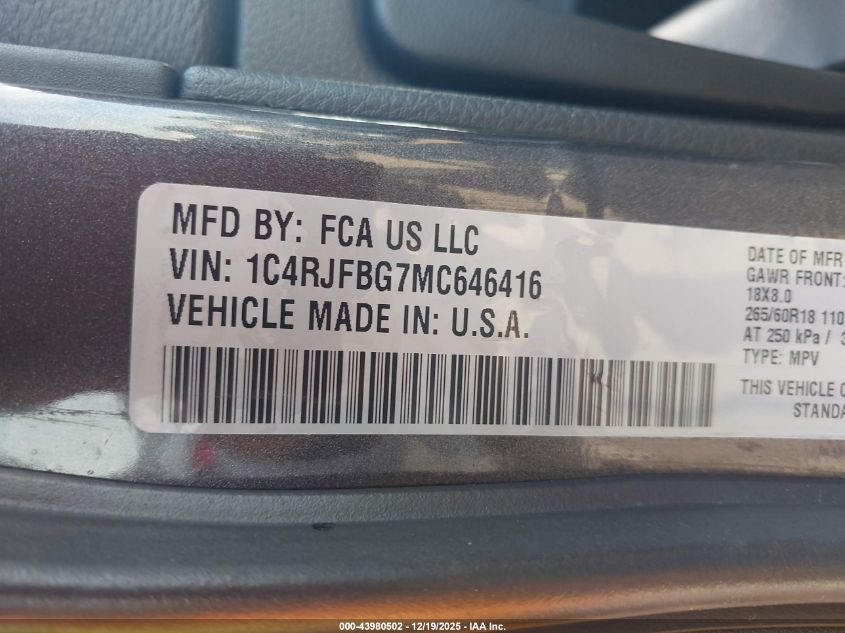 MFD BY: FCA US LLC
VIN: 1C4RJFBG7MC646416
VEHICLE MADE IN: U.S.A.
DATE OF MFR
GAWR FRONT:
18X8.0
265/60R18 110
AT 250 kPa /
TYPE: MPV
THIS VEHICLE
000-43980502 - 12/19/2025 - IAA Inc.